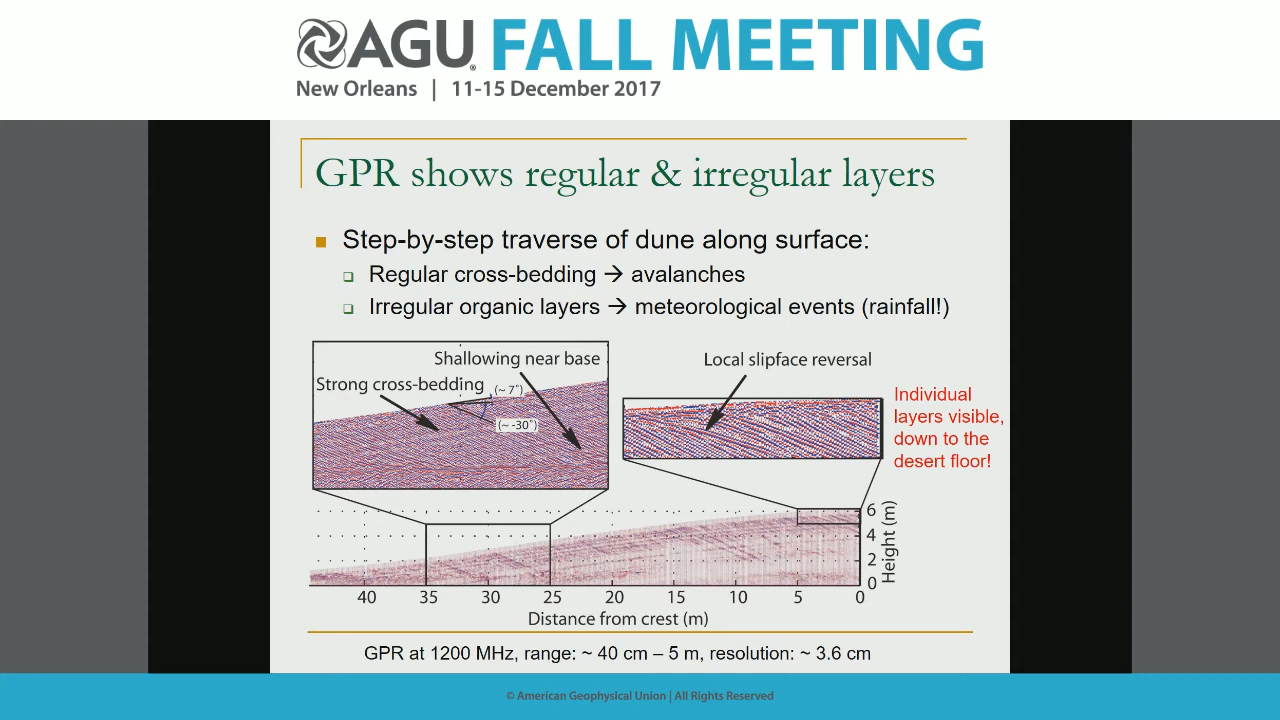 AGU FALL MEETING
New Orleans | 11-15 December 2017
GPR shows regular & irregular layers
Step-by-step traverse of dune along surface:
Regular cross-bedding → avalanches
Irregular organic layers → meteorological events (rainfall!)
Shallowing near base
Strong cross-bedding
(~ 7˚)
(~ -30˚)
Local slipface reversal
Individual
layers visible,
down to the
desert floor!
6
4
2
0
Height (m)
40 35 30 25 20 15 10 5 0
Distance from crest (m)
GPR at 1200 MHz, range: ~ 40 cm – 5 m, resolution: ~ 3.6 cm
© American Geophysical Union | All Rights Reserved